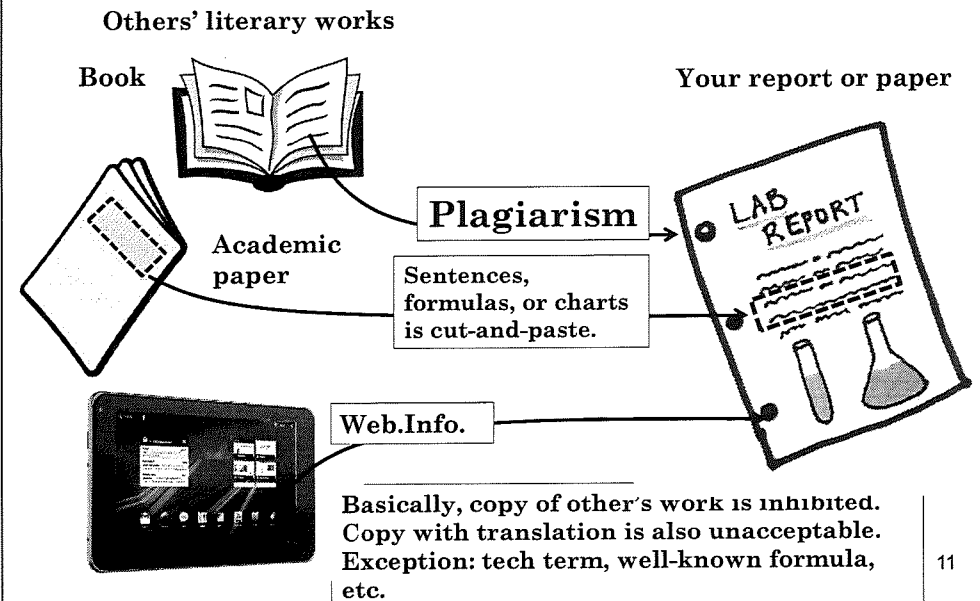 Others' literary works
Book
Your report or paper
Plagiarism
LAB
REPORT
Academic
paper
Sentences,
formulas, or charts
is cut-and-paste.
Web.Info.
Basically, copy of other's work is inhibited.
Copy with translation is also unacceptable.
Exception: tech term, well-known formula,
etc.
11